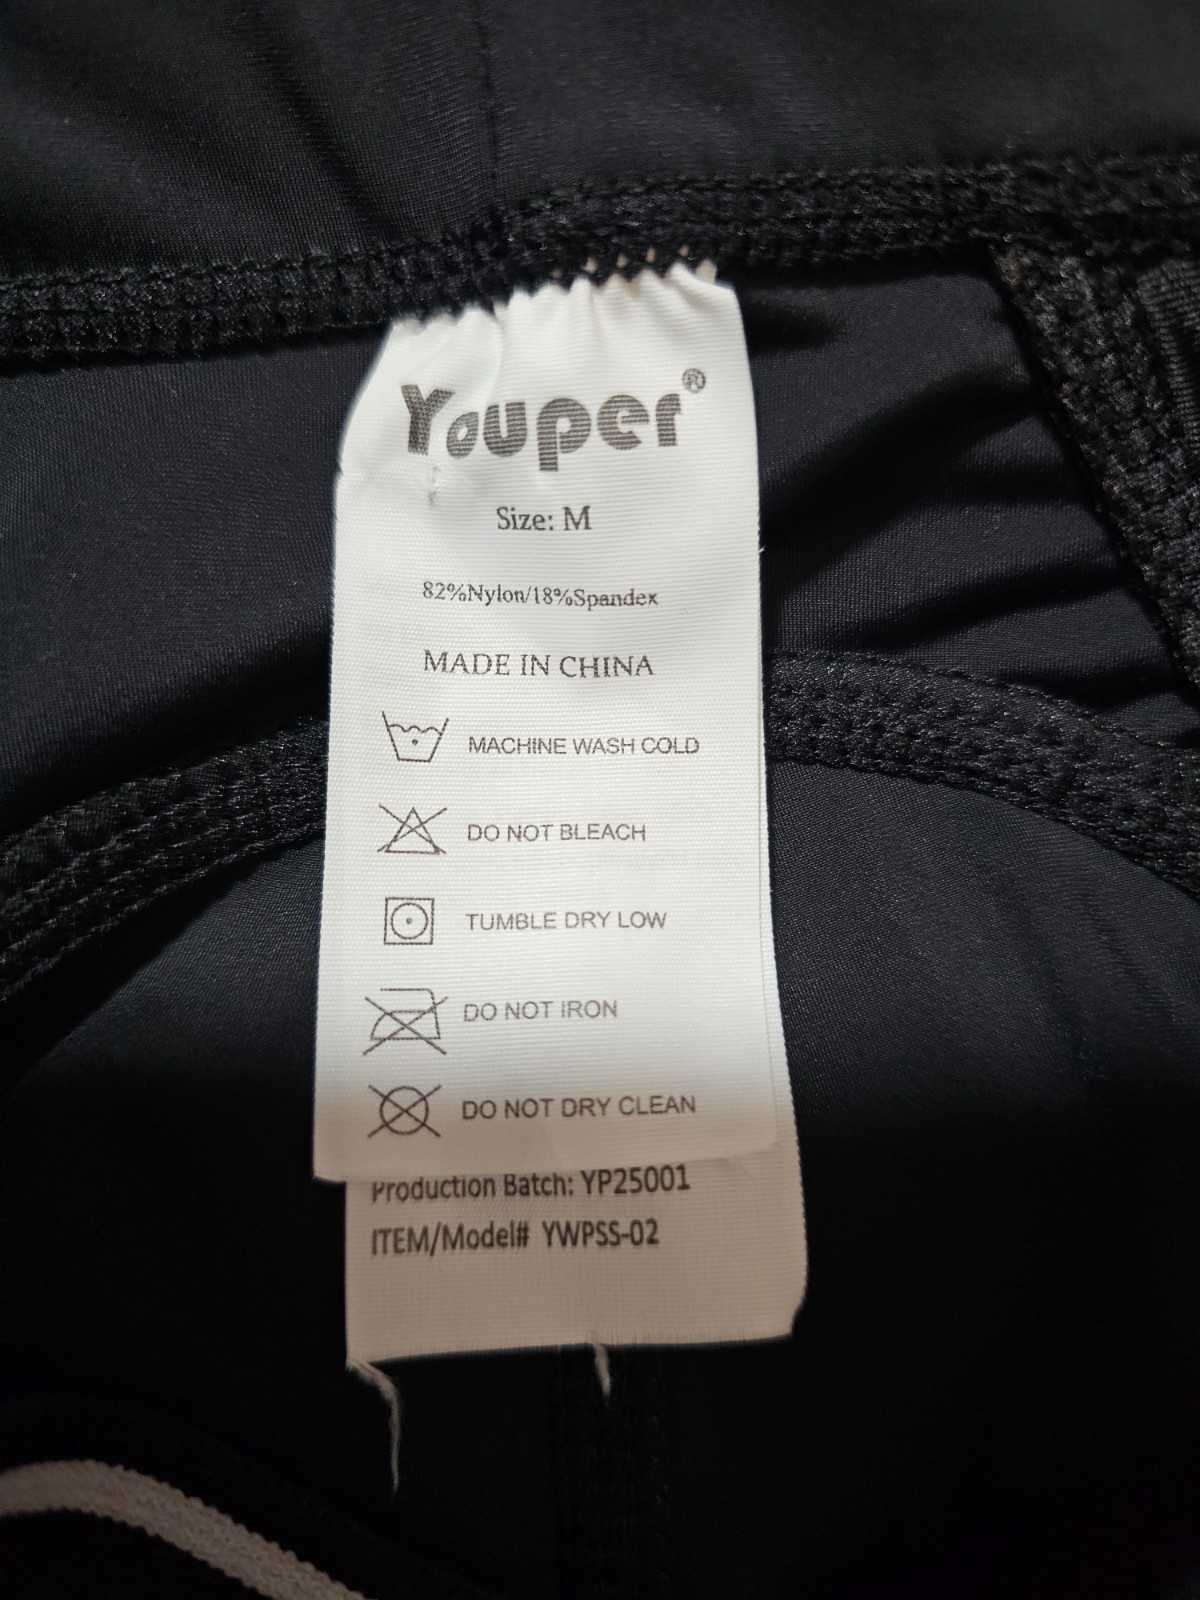 Youper®
Size: M
82%Nylon/18%Spandex
MADE IN CHINA
MACHINE WASH COLD
DO NOT BLEACH
TUMBLE DRY LOW
DO NOT IRON
DO NOT DRY CLEAN
Production Batch: YP25001
ITEM/Model# YWPSS-02